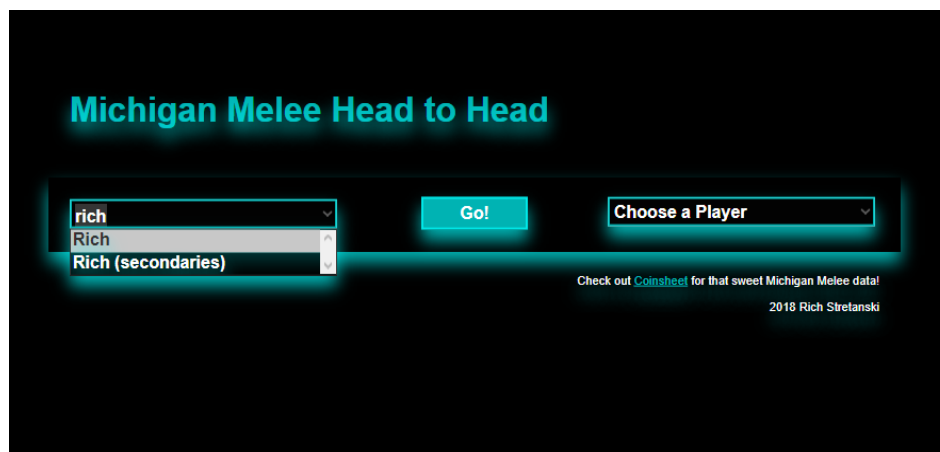 Michigan Melee Head to Head
rich
Go!
Choose a Player
Rich
Rich (secondaries)
Check out Coinsheet for that sweet Michigan Melee data!
2018 Rich Stretanski